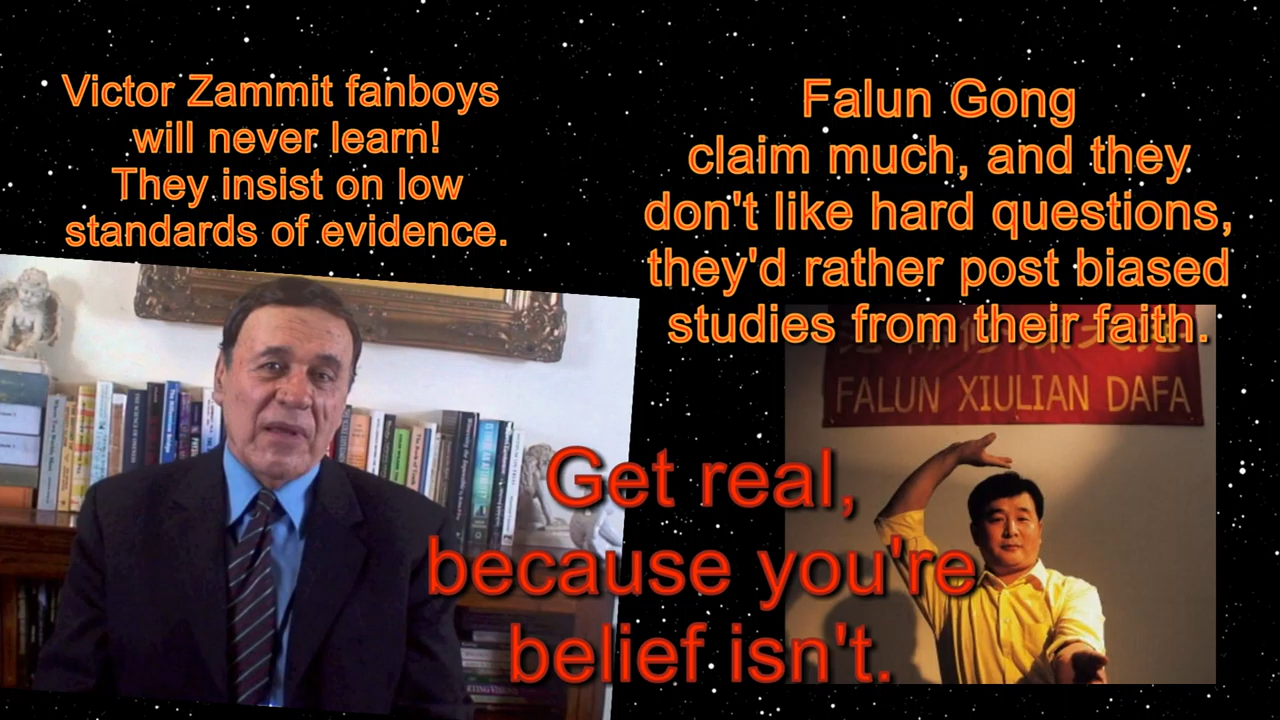 Victor Zammit fanboys
will never learn!
They insist on low
standards of evidence.
Falun Gong
claim much, and they
don't like hard questions,
they'd rather post biased
studies from their faith.
FALUN XIULIAN DAFA
Get real,
because you're
belief isn't.